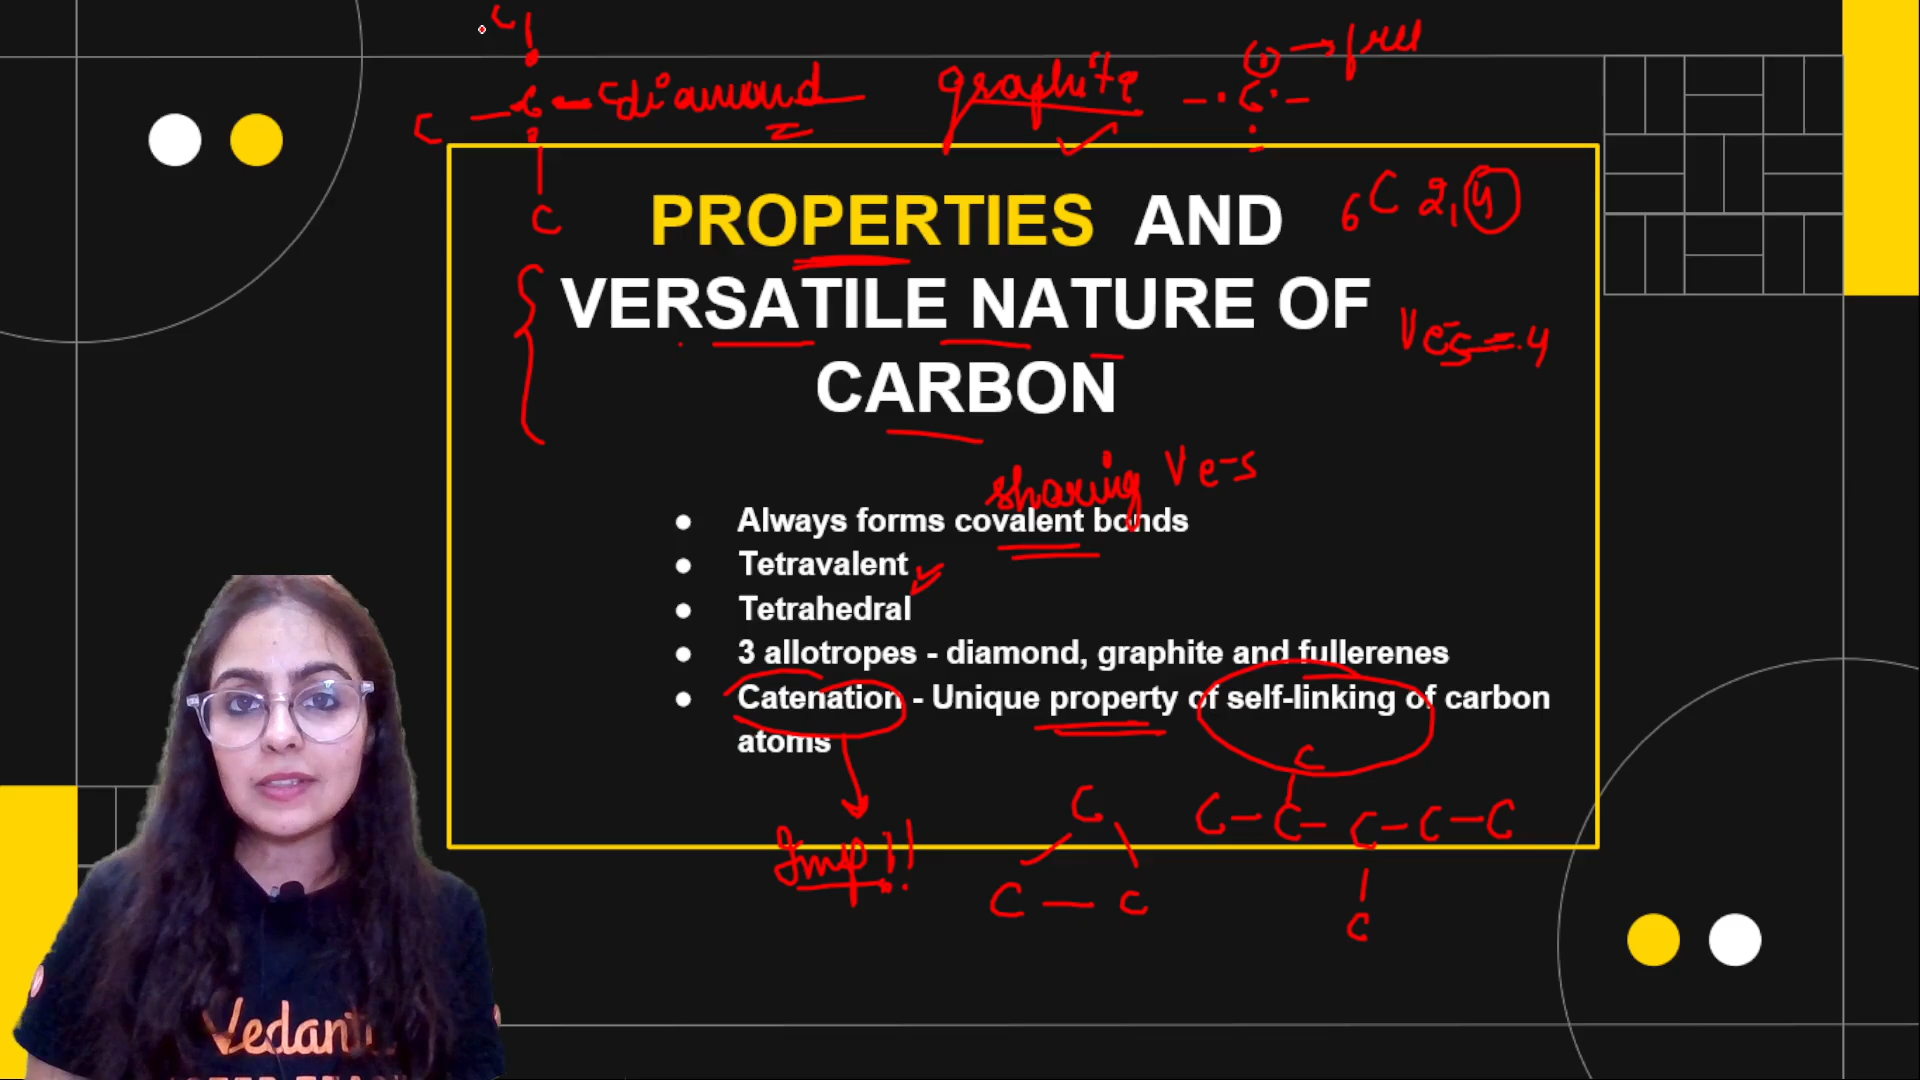 C
C – C – C diamond graphite – . C . – → free
C
PROPERTIES AND
6C 2,4
VERSATILE NATURE OF
Ve-s = 4
CARBON
sharing Ve-s
● Always forms covalent bonds
● Tetravalent
● Tetrahedral
● 3 allotropes - diamond, graphite and fullerenes
● Catenation - Unique property of self-linking of carbon
atoms
C
C
C – C – C – C – C
Imp!!
C — C
C
Vedant